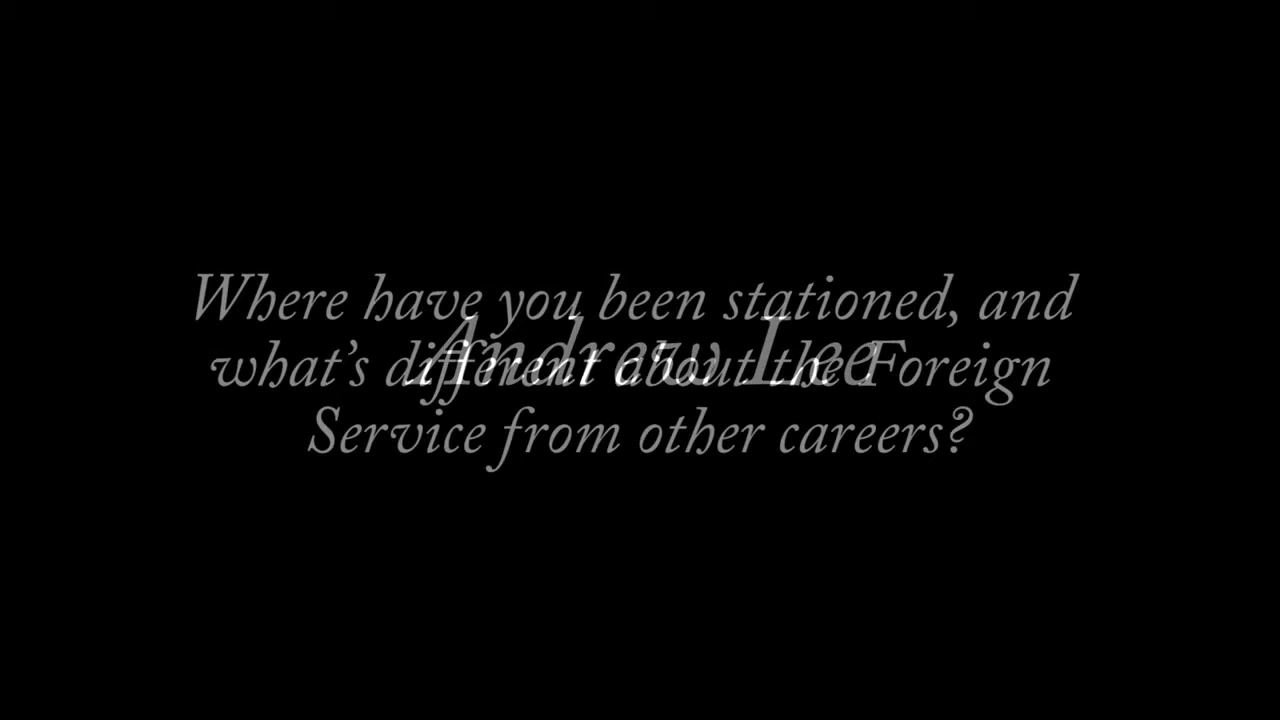 Where have you been stationed, and
Andrew Lee
what's different about the Foreign
Service from other careers?